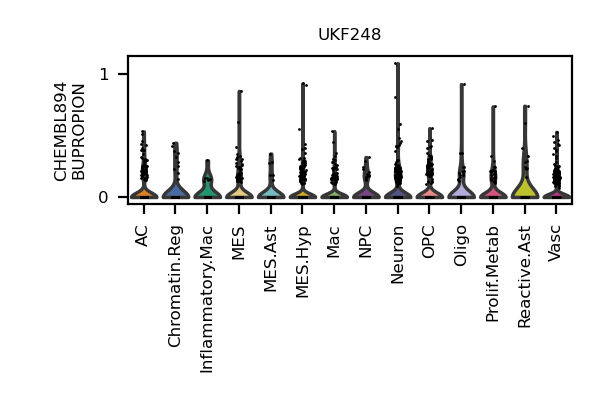 UKF248
CHEMBL894
BUPROPION
1
0
AC
Chromatin.Reg
Inflammatory.Mac
MES
MES.Ast
MES.Hyp
Mac
NPC
Neuron
OPC
Oligo
Prolif.Metab
Reactive.Ast
Vasc